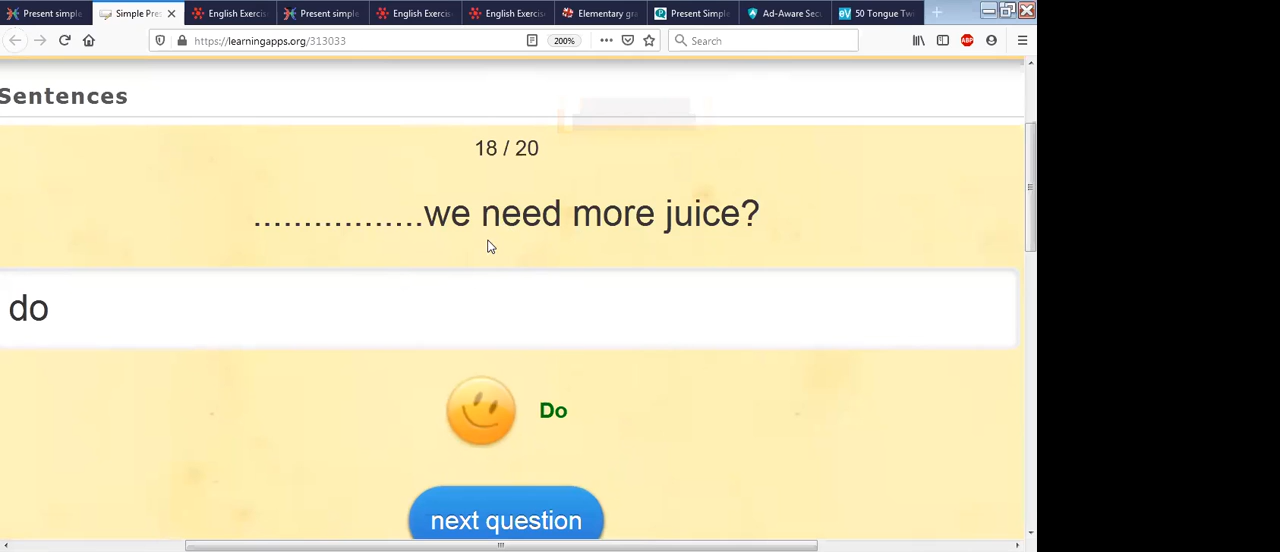 Present simple
Simple Pres
English Exercis
Present simple
English Exercis
English Exercis
Elementary gra
Present Simple
Ad-Aware Secu
50 Tongue Tw
https://learningapps.org/313033
200%
Search
ABP
Sentences
18 / 20
.................we need more juice?
do
Do
next question